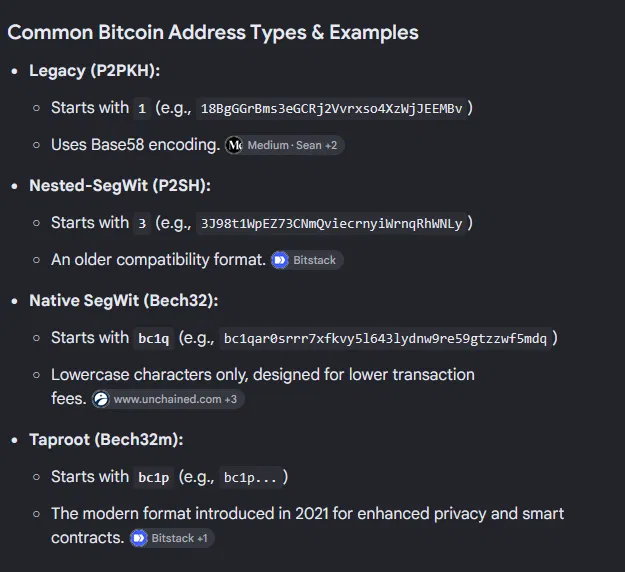 Common Bitcoin Address Types & Examples
• Legacy (P2PKH):
○ Starts with 1 (e.g., 18BgGGrBms3eGCRj2Vvrxso4XzWjJEEMBv )
○ Uses Base58 encoding. Medium · Sean +2
• Nested-SegWit (P2SH):
○ Starts with 3 (e.g., 3J98t1WpEZ73CNmQviecrnyiWrnqRhWNLy )
○ An older compatibility format. Bitstack
• Native SegWit (Bech32):
○ Starts with bc1q (e.g., bc1qar0srrr7xfkvy5l643lydnw9re59gtzzwf5mdq )
○ Lowercase characters only, designed for lower transaction
fees. www.unchained.com +3
• Taproot (Bech32m):
○ Starts with bc1p (e.g., bc1p... )
○ The modern format introduced in 2021 for enhanced privacy and smart
contracts. Bitstack +1